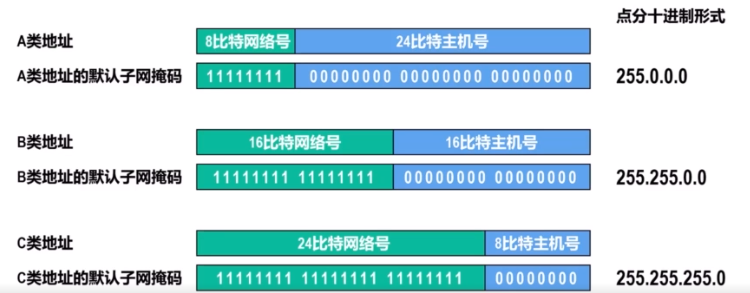 点分十进制形式
A类地址 8比特网络号 24比特主机号
A类地址的默认子网掩码 11111111 00000000 00000000 00000000 255.0.0.0
B类地址 16比特网络号 16比特主机号
B类地址的默认子网掩码 11111111 11111111 00000000 00000000 255.255.0.0
C类地址 24比特网络号 8比特主机号
C类地址的默认子网掩码 11111111 11111111 11111111 00000000 255.255.255.0